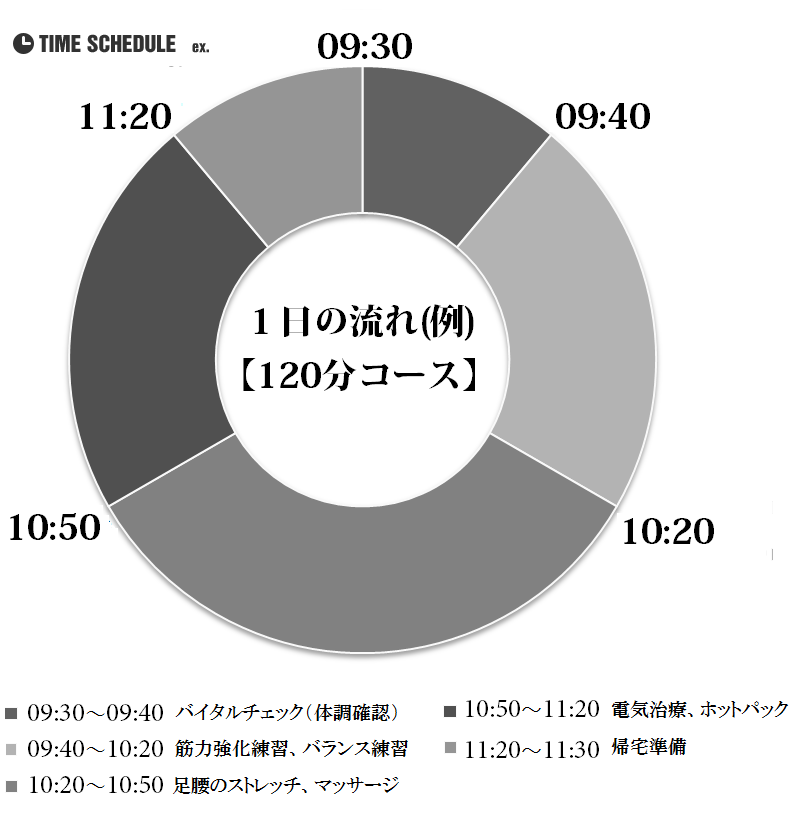 TIME SCHEDULE ex.
09:30
09:40
11:20
1日の流れ(例)
【120分コース】
10:50
10:20
09:30～09:40 バイタルチェック(体調確認)
09:40～10:20 筋力強化練習、バランス練習
10:20～10:50 足腰のストレッチ、マッサージ
10:50～11:20 電気治療、ホットパック
11:20～11:30 帰宅準備